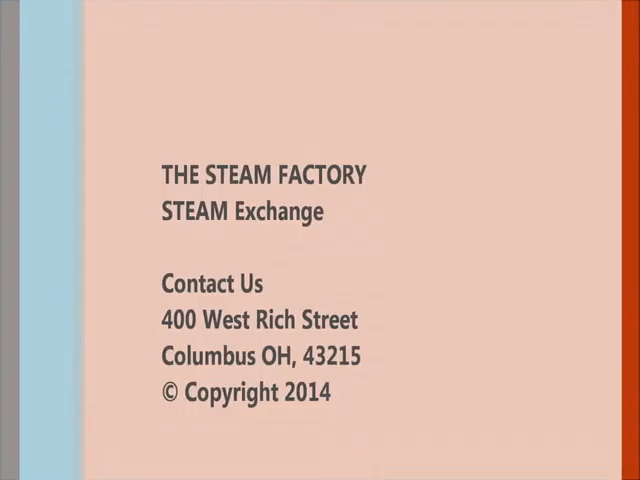 THE STEAM FACTORY
STEAM Exchange
Contact Us
400 West Rich Street
Columbus OH, 43215
© Copyright 2014